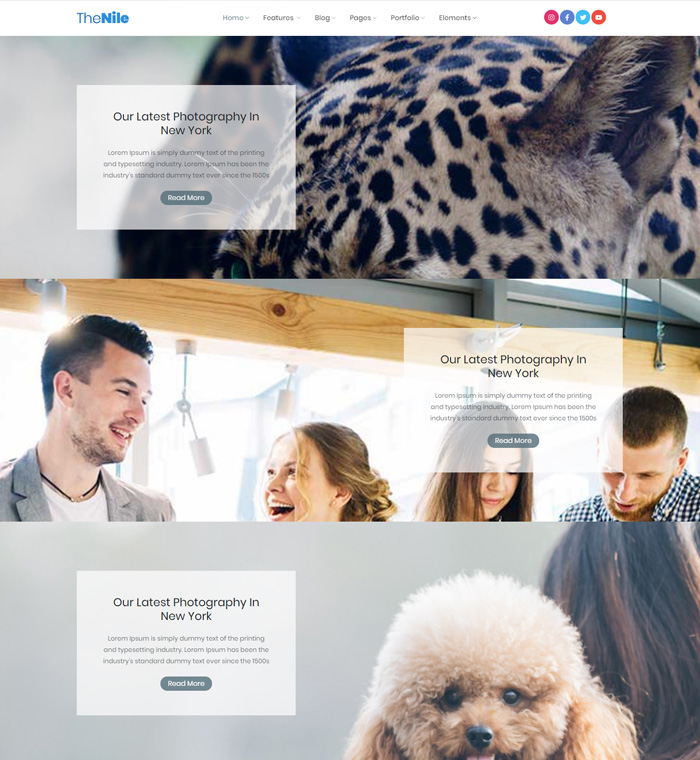 TheNile
Home Features Blog Pages Portfolio Elements
Our Latest Photography In
New York
Lorem Ipsum is simply dummy text of the printing
and typesetting industry. Lorem Ipsum has been the
industry's standard dummy text ever since the 1500s
Read More
Our Latest Photography In
New York
Lorem Ipsum is simply dummy text of the printing
and typesetting industry. Lorem Ipsum has been the
industry's standard dummy text ever since the 1500s
Read More
Our Latest Photography In
New York
Lorem Ipsum is simply dummy text of the printing
and typesetting industry. Lorem Ipsum has been the
industry's standard dummy text ever since the 1500s
Read More